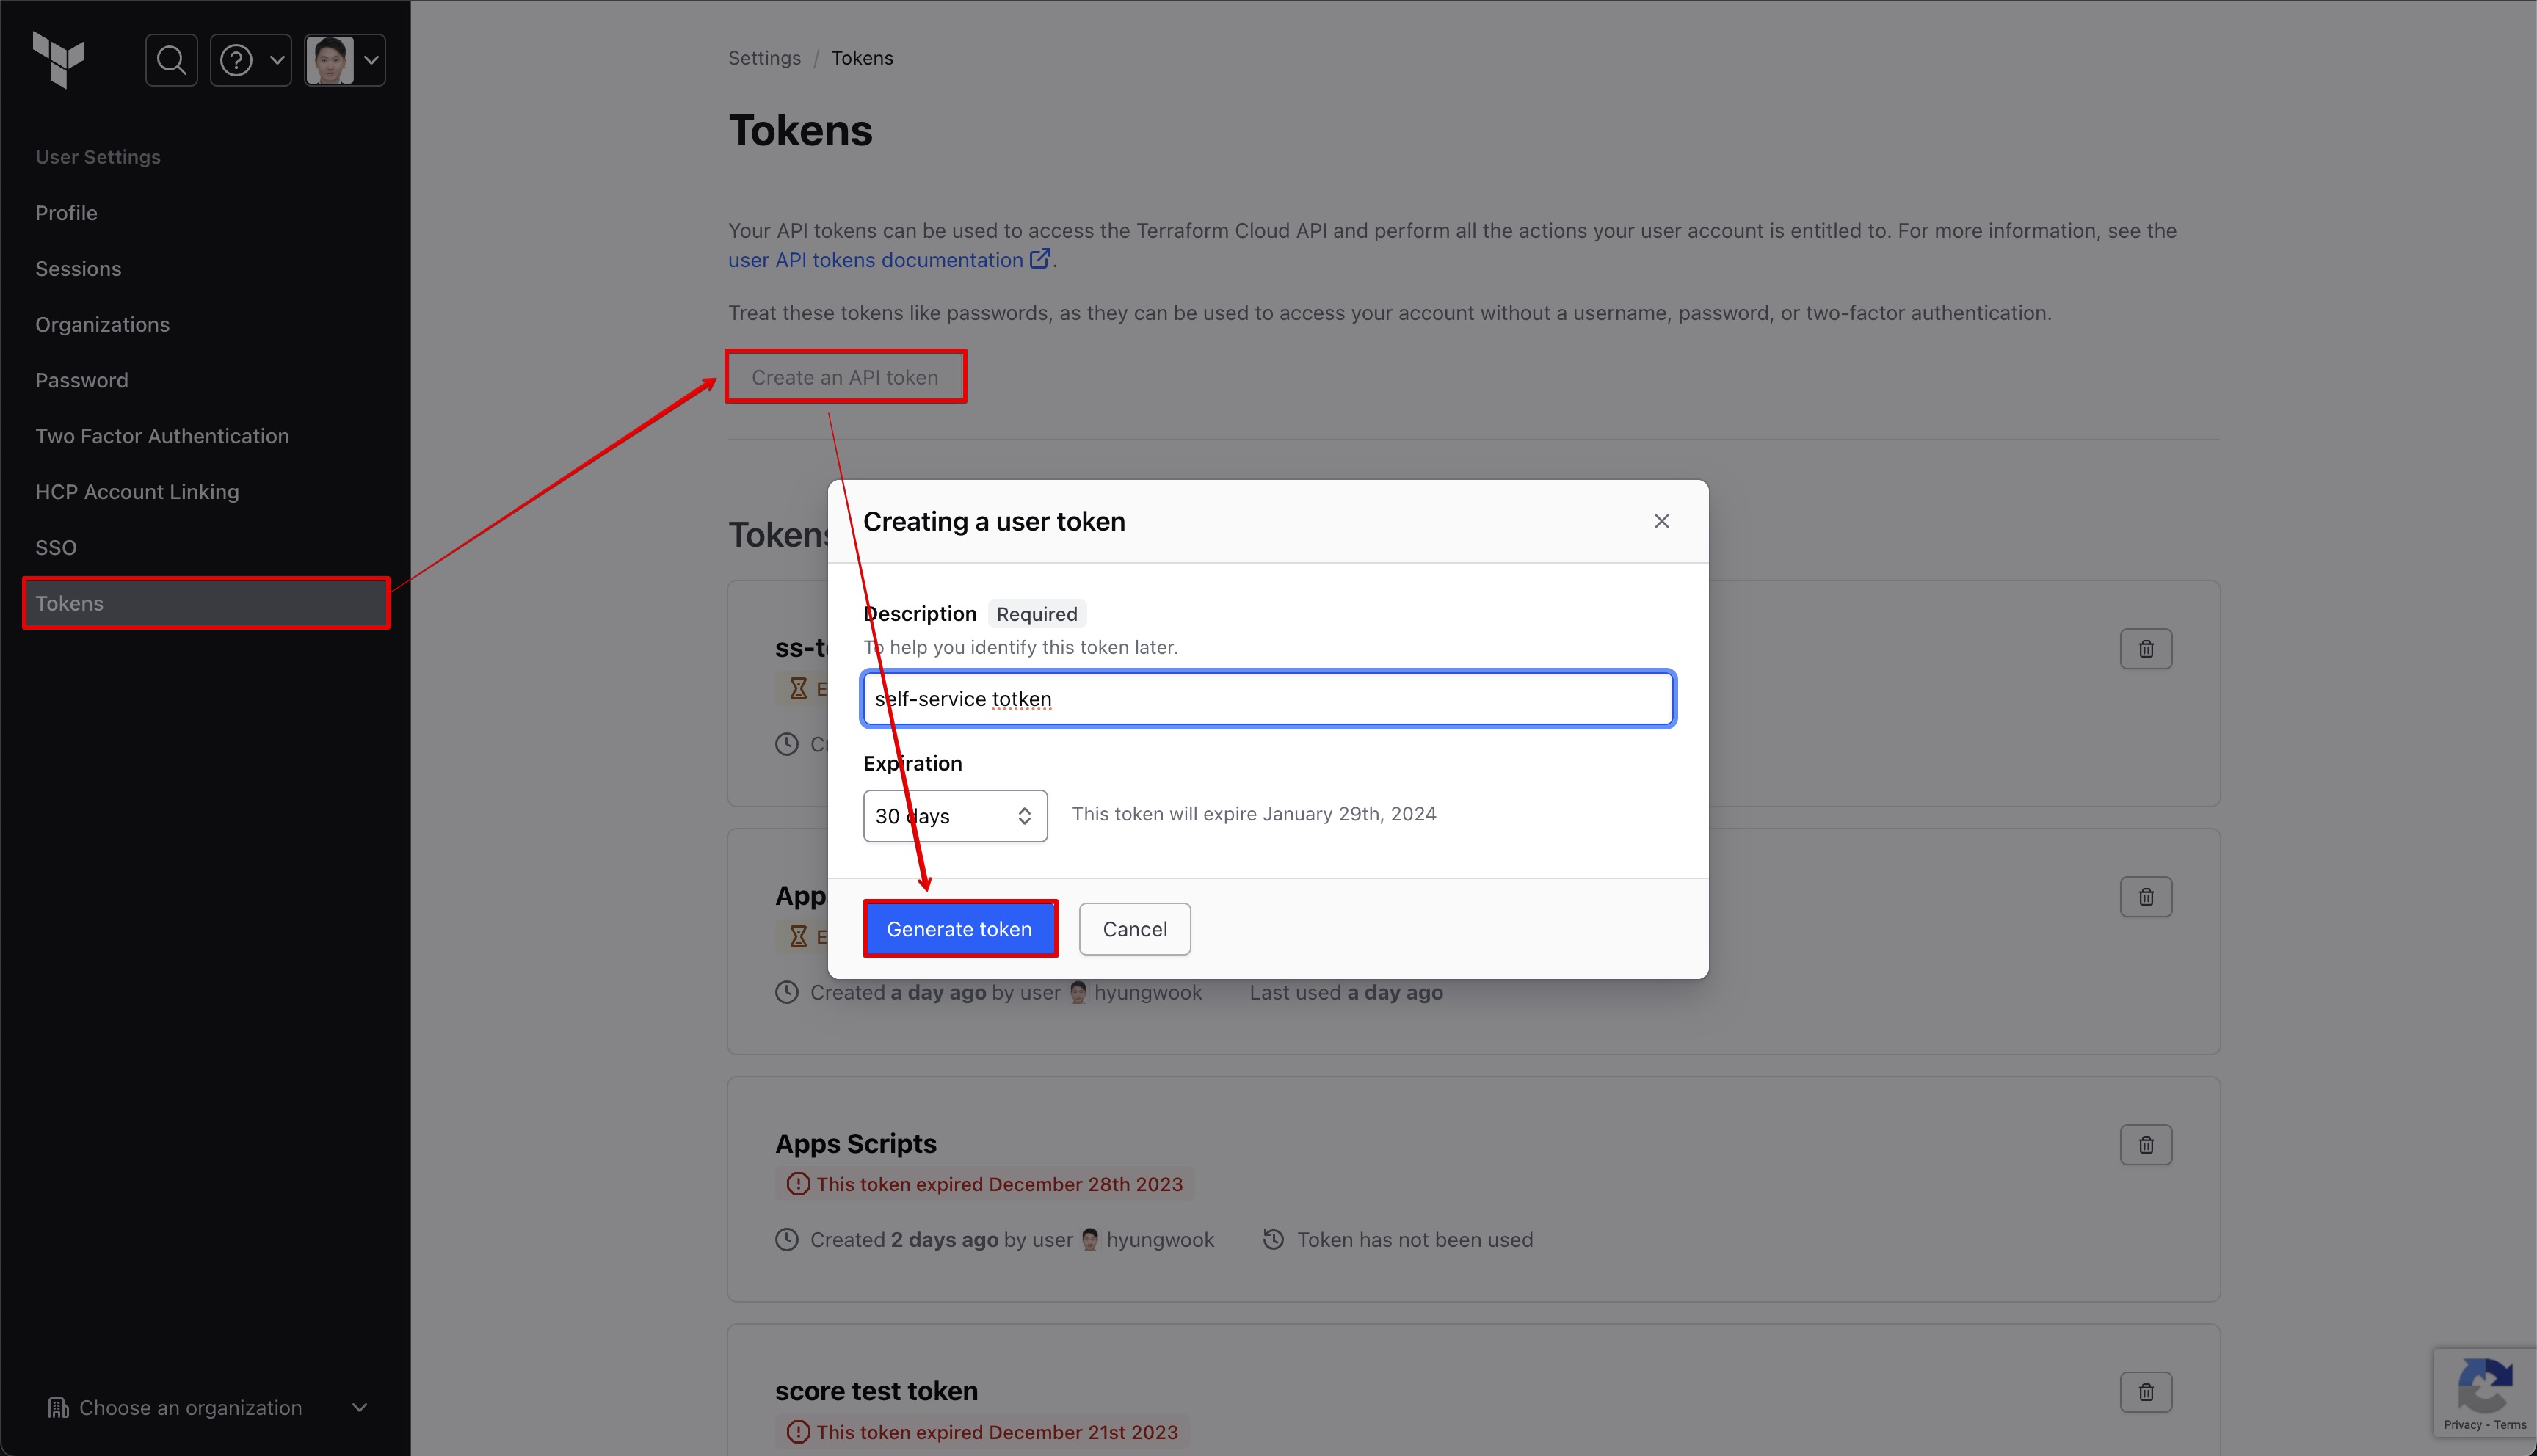 User Settings
Profile
Sessions
Organizations
Password
Two Factor Authentication
HCP Account Linking
SSO
Tokens
Choose an organization
Settings / Tokens
Tokens
Your API tokens can be used to access the Terraform Cloud API and perform all the actions your user account is entitled to. For more information, see the
user API tokens documentation.
Treat these tokens like passwords, as they can be used to access your account without a username, password, or two-factor authentication.
Create an API token
Tokens
Creating a user token
Description Required
To help you identify this token later.
self-service totken
Expiration
30 days This token will expire January 29th, 2024
Generate token Cancel
ss-t
E
App
E
Created a day ago by user hyungwook Last used a day ago
Apps Scripts
This token expired December 28th 2023
Created 2 days ago by user hyungwook Token has not been used
score test token
This token expired December 21st 2023
Privacy - Terms